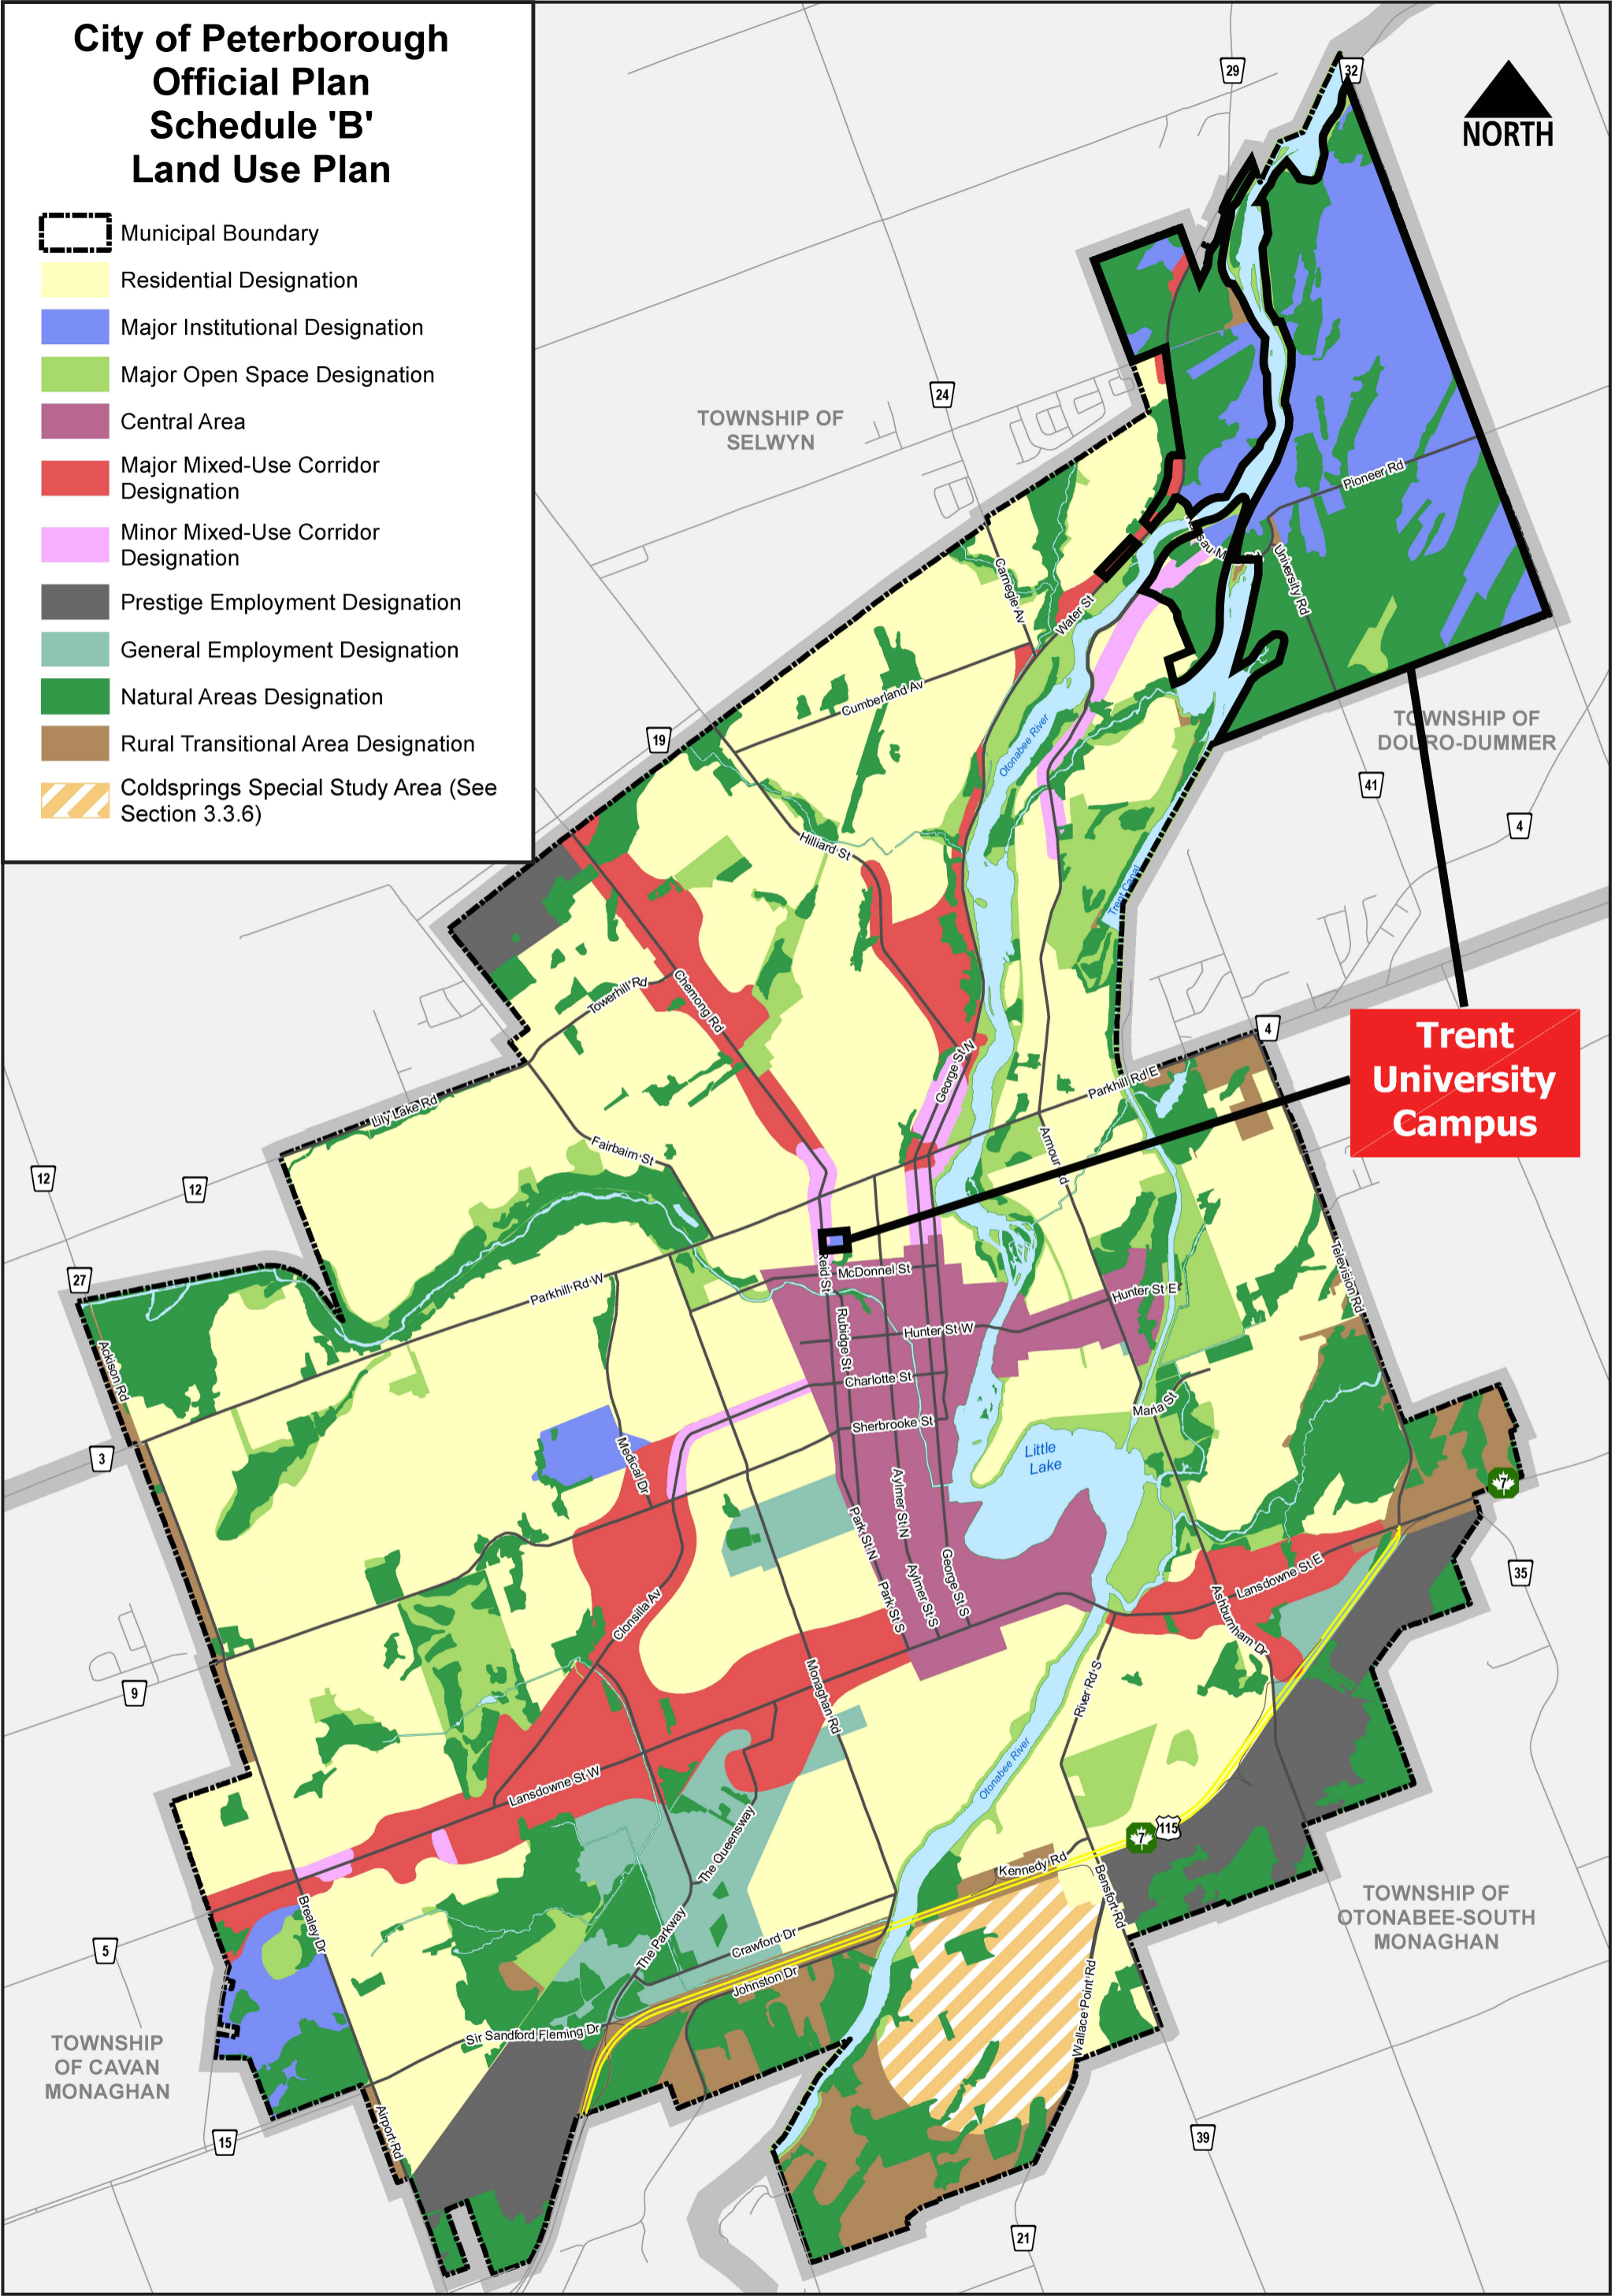 City of Peterborough
Official Plan
Schedule 'B'
Land Use Plan
Municipal Boundary
Residential Designation
Major Institutional Designation
Major Open Space Designation
Central Area
Major Mixed-Use Corridor
Designation
Minor Mixed-Use Corridor
Designation
Prestige Employment Designation
General Employment Designation
Natural Areas Designation
Rural Transitional Area Designation
Coldsprings Special Study Area (See
Section 3.3.6)
29
32
NORTH
24
TOWNSHIP OF
SELWYN
Pioneer Rd
University Rd
Carnegie Av
Water St
Cumberland Av
Otonabee River
19
TOWNSHIP OF
DOURO-DUMMER
41
4
Hilliard St
Trent Canal
Towerhill Rd
Chemong Rd
4
Trent
University
Campus
George St N
Parkhill Rd E
Lily Lake Rd
Fairbairn St
Armour Rd
12
12
27
Reid St
McDonnel St
Television Rd
Parkhill Rd W
Hunter St E
Rubidge St
Hunter St W
Ackison Rd
Charlotte St
Maria St
Sherbrooke St
3
Medical Dr
Little
Lake
7
Aylmer St N
Park St N
George St S
Aylmer St S
Park St S
Lansdowne St E
35
Clonsilla Av
Ashburnham Dr
9
Monaghan Rd
River Rd S
Otonabee River
Lansdowne St W
The Queensway
7
115
Kennedy Rd
Bensfort Rd
TOWNSHIP OF
OTONABEE-SOUTH
MONAGHAN
Brealey Dr
5
The Parkway
Crawford Dr
Johnston Dr
Wallace Point Rd
Sir Sandford Fleming Dr
TOWNSHIP
OF CAVAN
MONAGHAN
Airport Rd
15
39
21